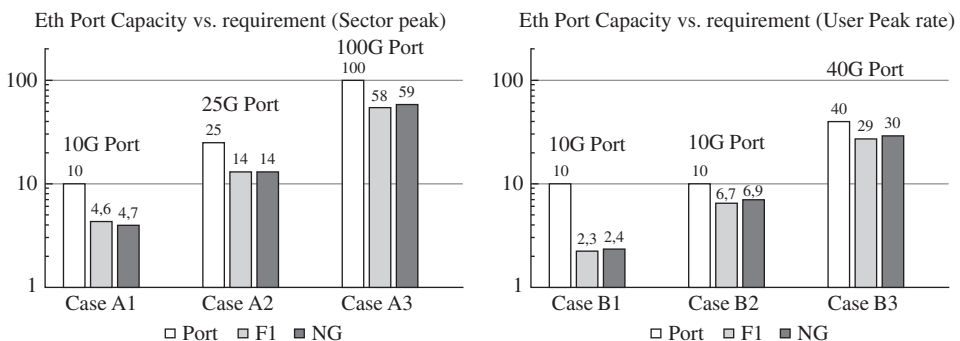 Eth Port Capacity vs. requirement (Sector peak)
100G Port
100
100
58
59
25G Port
25
14
14
10G Port
10
10
4,6
4,7
1
Case A1
Case A2
Case A3
Port
F1
NG
Eth Port Capacity vs. requirement (User Peak rate)
100
40G Port
40
29
30
10G Port
10G Port
10
10
10
6,7
6,9
2,3
2,4
1
Case B1
Case B2
Case B3
Port
F1
NG